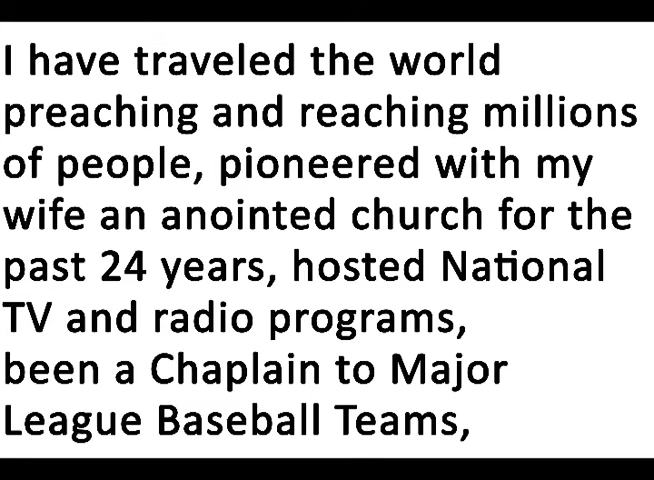 I have traveled the world
preaching and reaching millions
of people, pioneered with my
wife an anointed church for the
past 24 years, hosted National
TV and radio programs,
been a Chaplain to Major
League Baseball Teams,